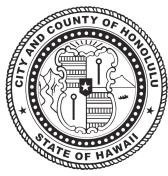 CITY AND COUNTY OF HONOLULU
STATE OF HAWAII